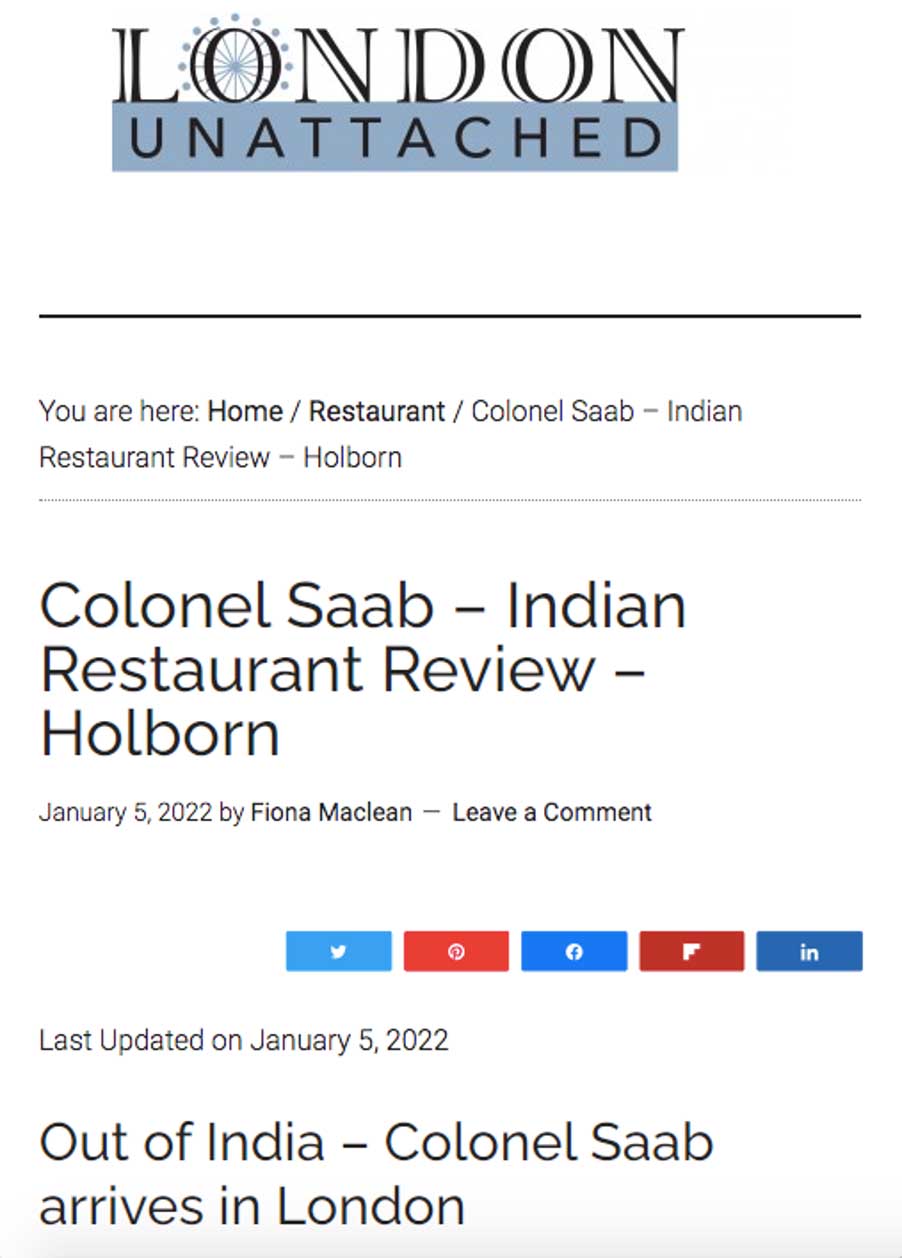 LONDON
UNATTACHED
You are here: Home / Restaurant / Colonel Saab – Indian
Restaurant Review – Holborn
Colonel Saab – Indian
Restaurant Review –
Holborn
January 5, 2022 by Fiona Maclean — Leave a Comment
in
Last Updated on January 5, 2022
Out of India – Colonel Saab
arrives in London